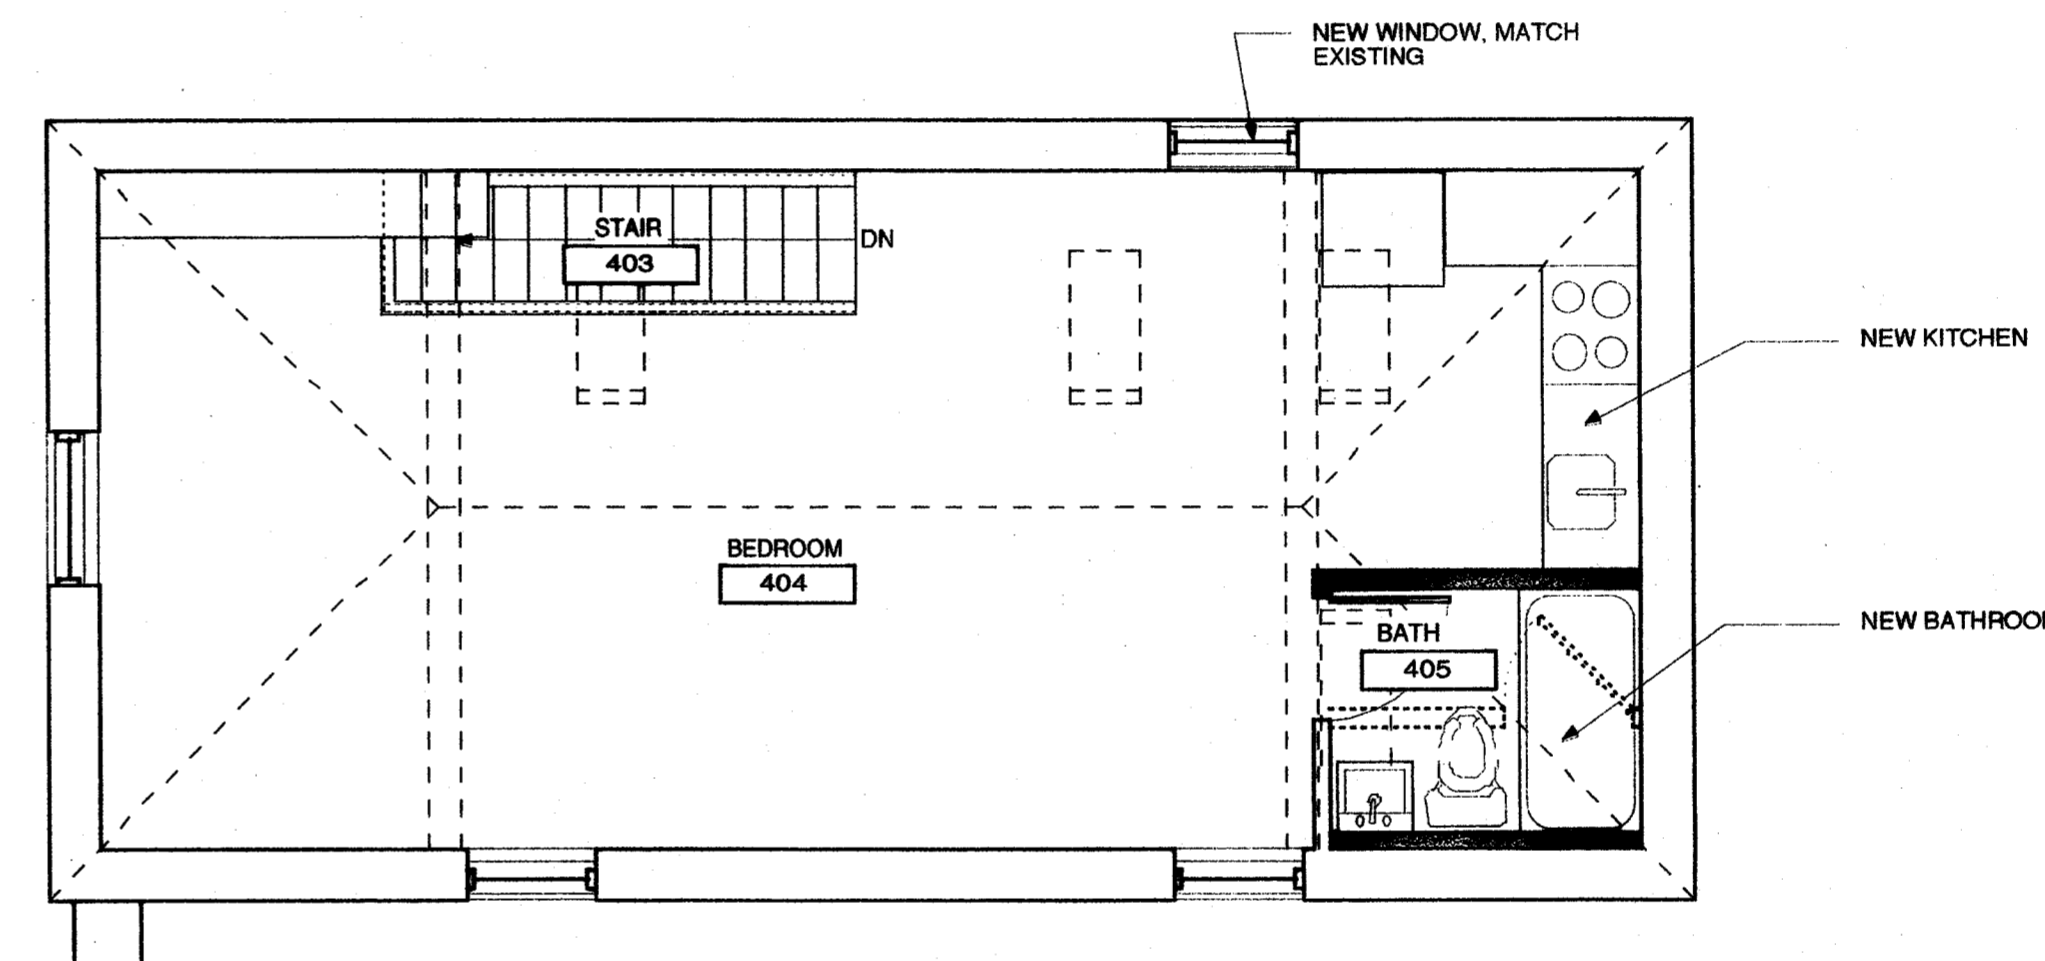 NEW WINDOW, MATCH
EXISTING
STAIR
403
DN
NEW KITCHEN
BEDROOM
404
BATH
405
NEW BATHROO